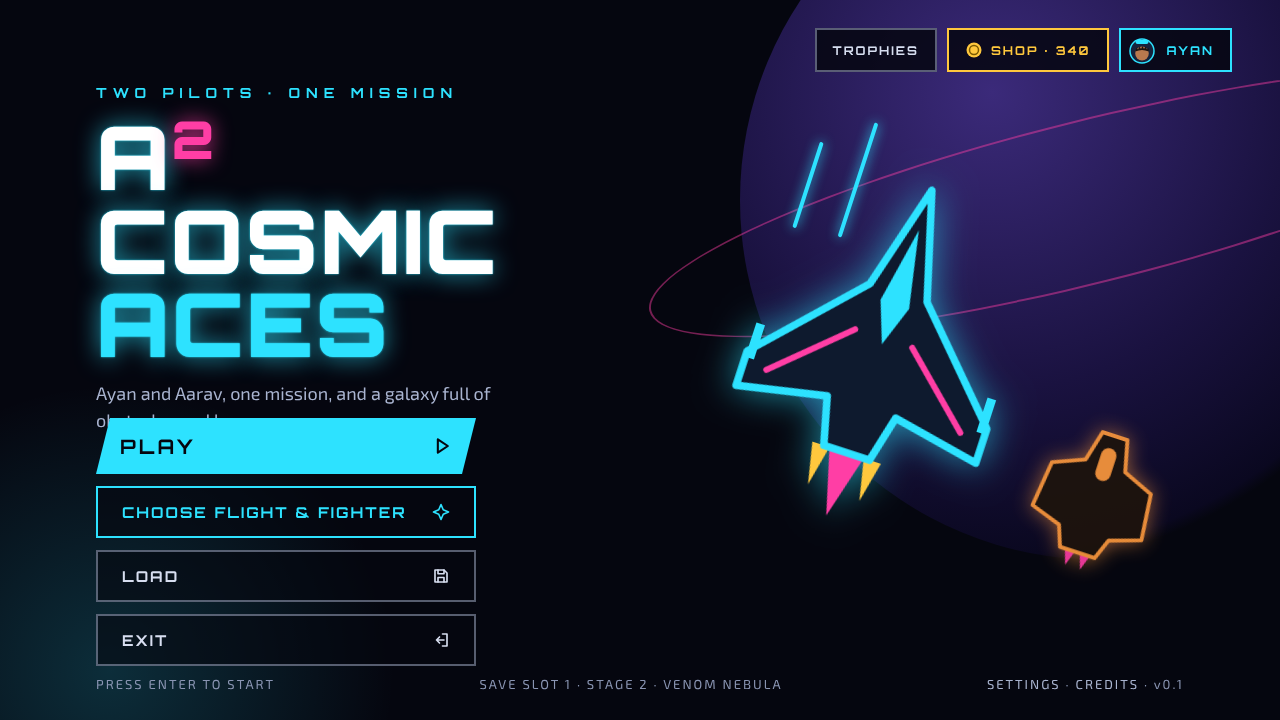 TROPHIES
SHOP · 340
AYAN
TWO PILOTS · ONE MISSION
A²
COSMIC
ACES
Ayan and Aarav, one mission, and a galaxy full of
PLAY
CHOOSE FLIGHT & FIGHTER
LOAD
EXIT
PRESS ENTER TO START
SAVE SLOT 1 · STAGE 2 · VENOM NEBULA
SETTINGS · CREDITS · v0.1